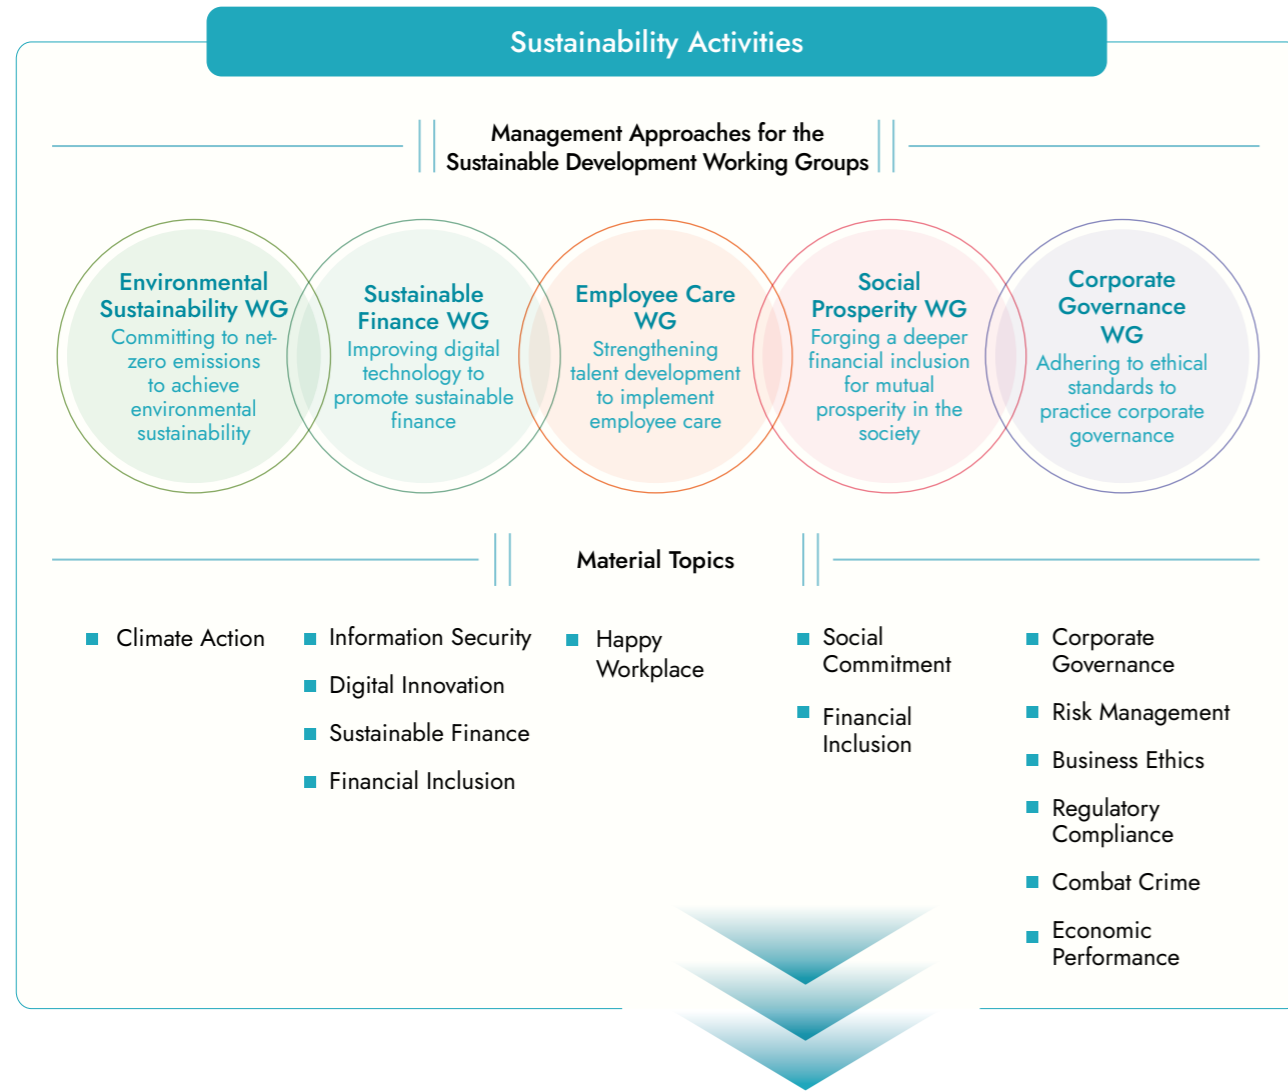 Sustainability Activities
Management Approaches for the
Sustainable Development Working Groups
Environmental
Sustainability WG
Committing to net-
zero emissions
to achieve
environmental
sustainability
Sustainable
Finance WG
Improving digital
technology to
promote sustainable
finance
Employee Care
WG
Strengthening
talent development
to implement
employee care
Social
Prosperity WG
Forging a deeper
financial inclusion
for mutual
prosperity in the
society
Corporate
Governance
WG
Adhering to ethical
standards to
practice corporate
governance
Material Topics
Climate Action
Information Security
Digital Innovation
Sustainable Finance
Financial Inclusion
Happy
Workplace
Social
Commitment
Financial
Inclusion
Corporate
Governance
Risk Management
Business Ethics
Regulatory
Compliance
Combat Crime
Economic
Performance